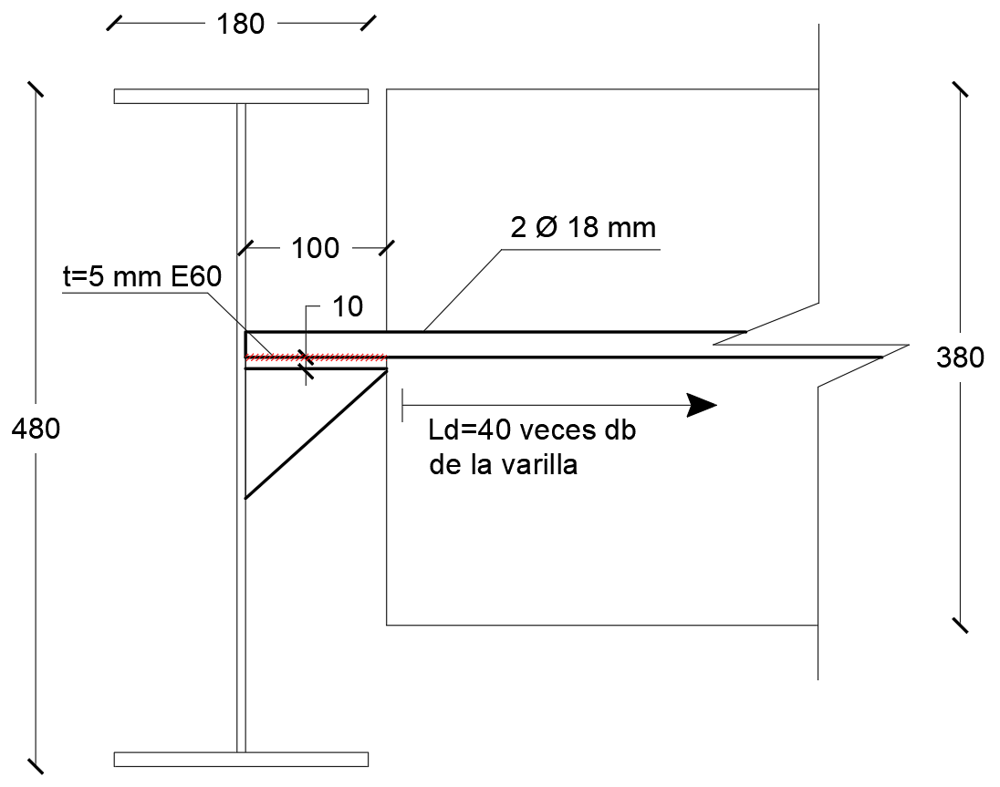 180
2 Ø 18 mm
100
t=5 mm E60
10
380
480
Ld=40 veces db
de la varilla